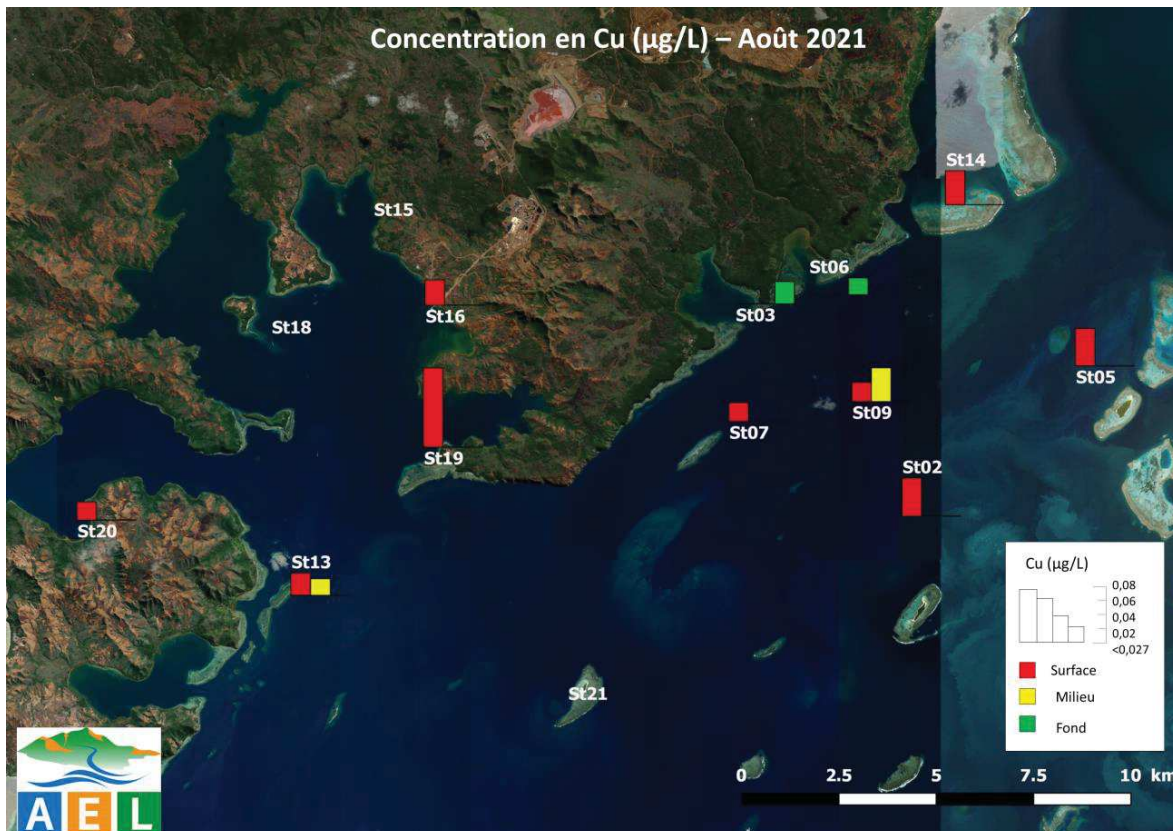 Concentration en Cu (µg/L) – Août 2021
St14
St15
St06
St16
St03
St18
St05
St09
St07
St19
St02
St20
St13
St21
Cu (µg/L)
0,08
0,06
0,04
0,02
<0,027
Surface
Milieu
Fond
0 2.5 5 7.5 10 km
A E L